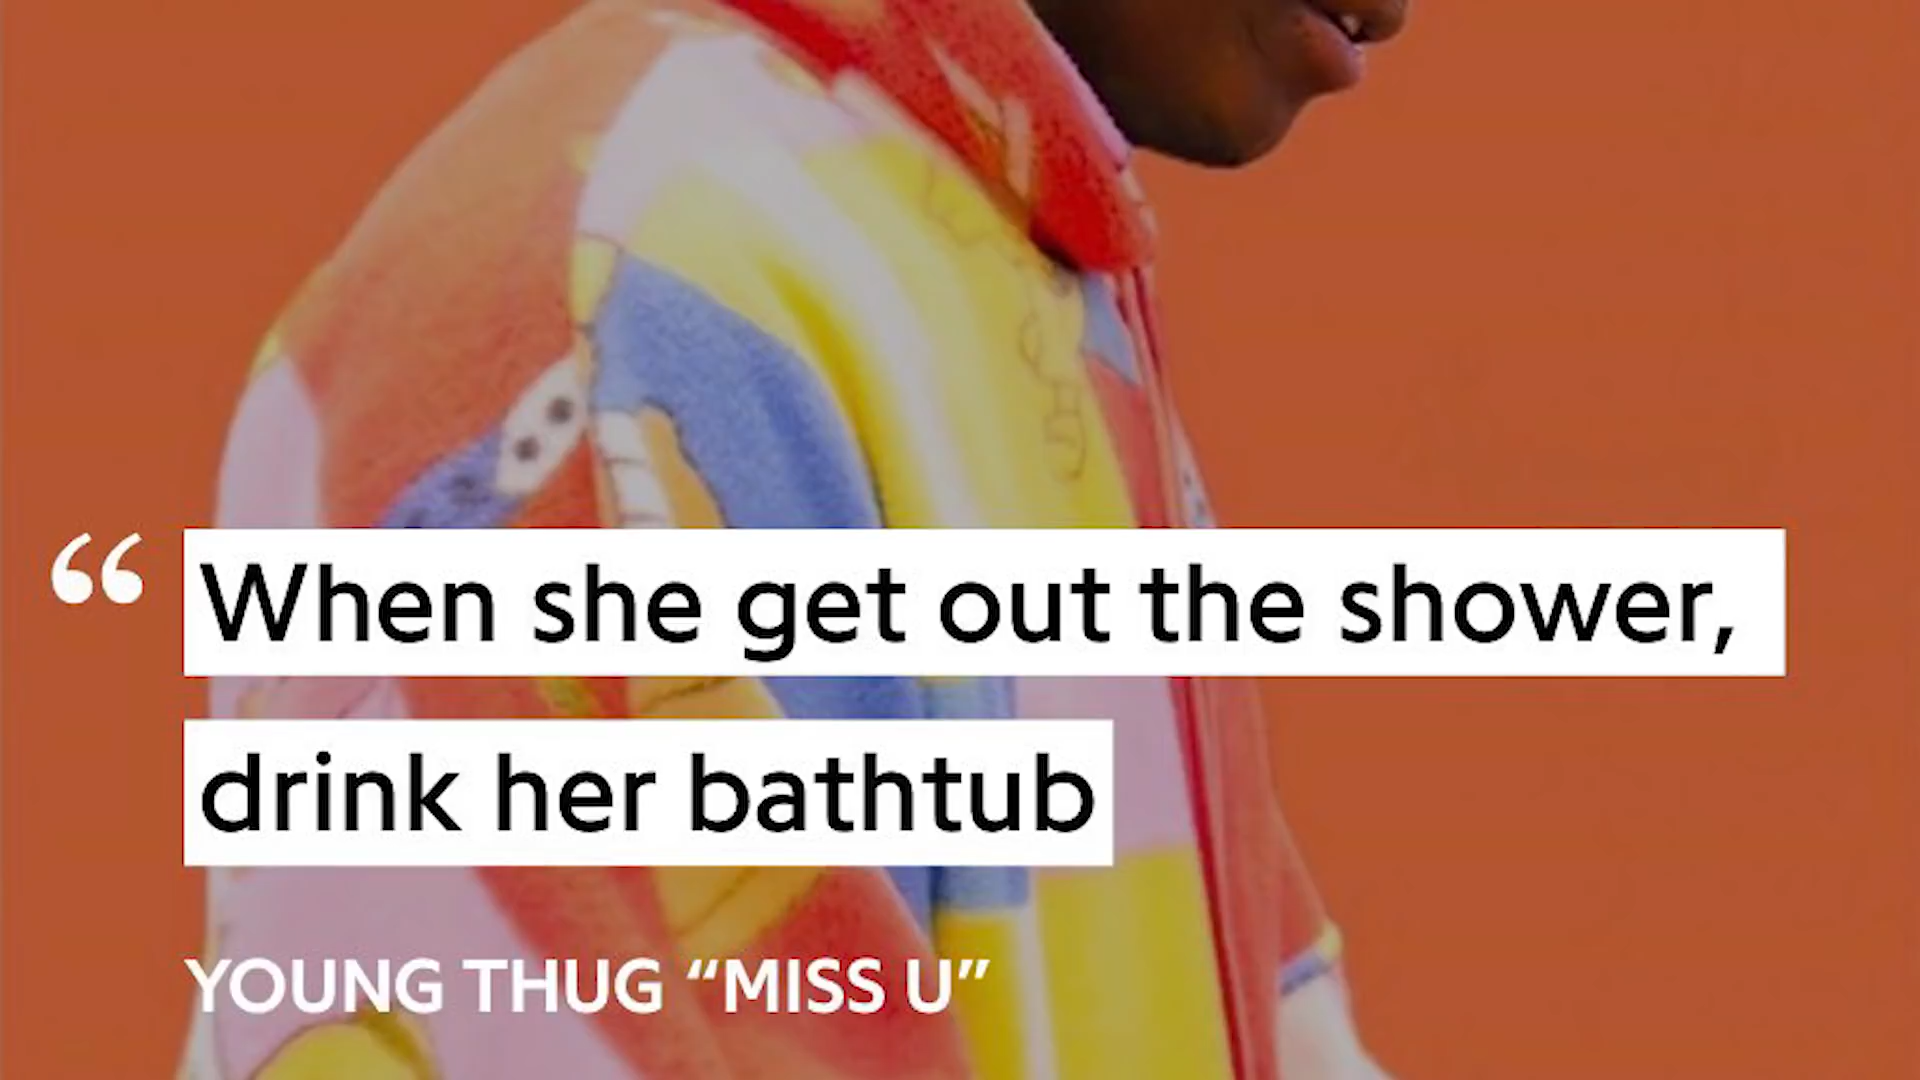 “When she get out the shower,
drink her bathtub
YOUNG THUG “MISS U”